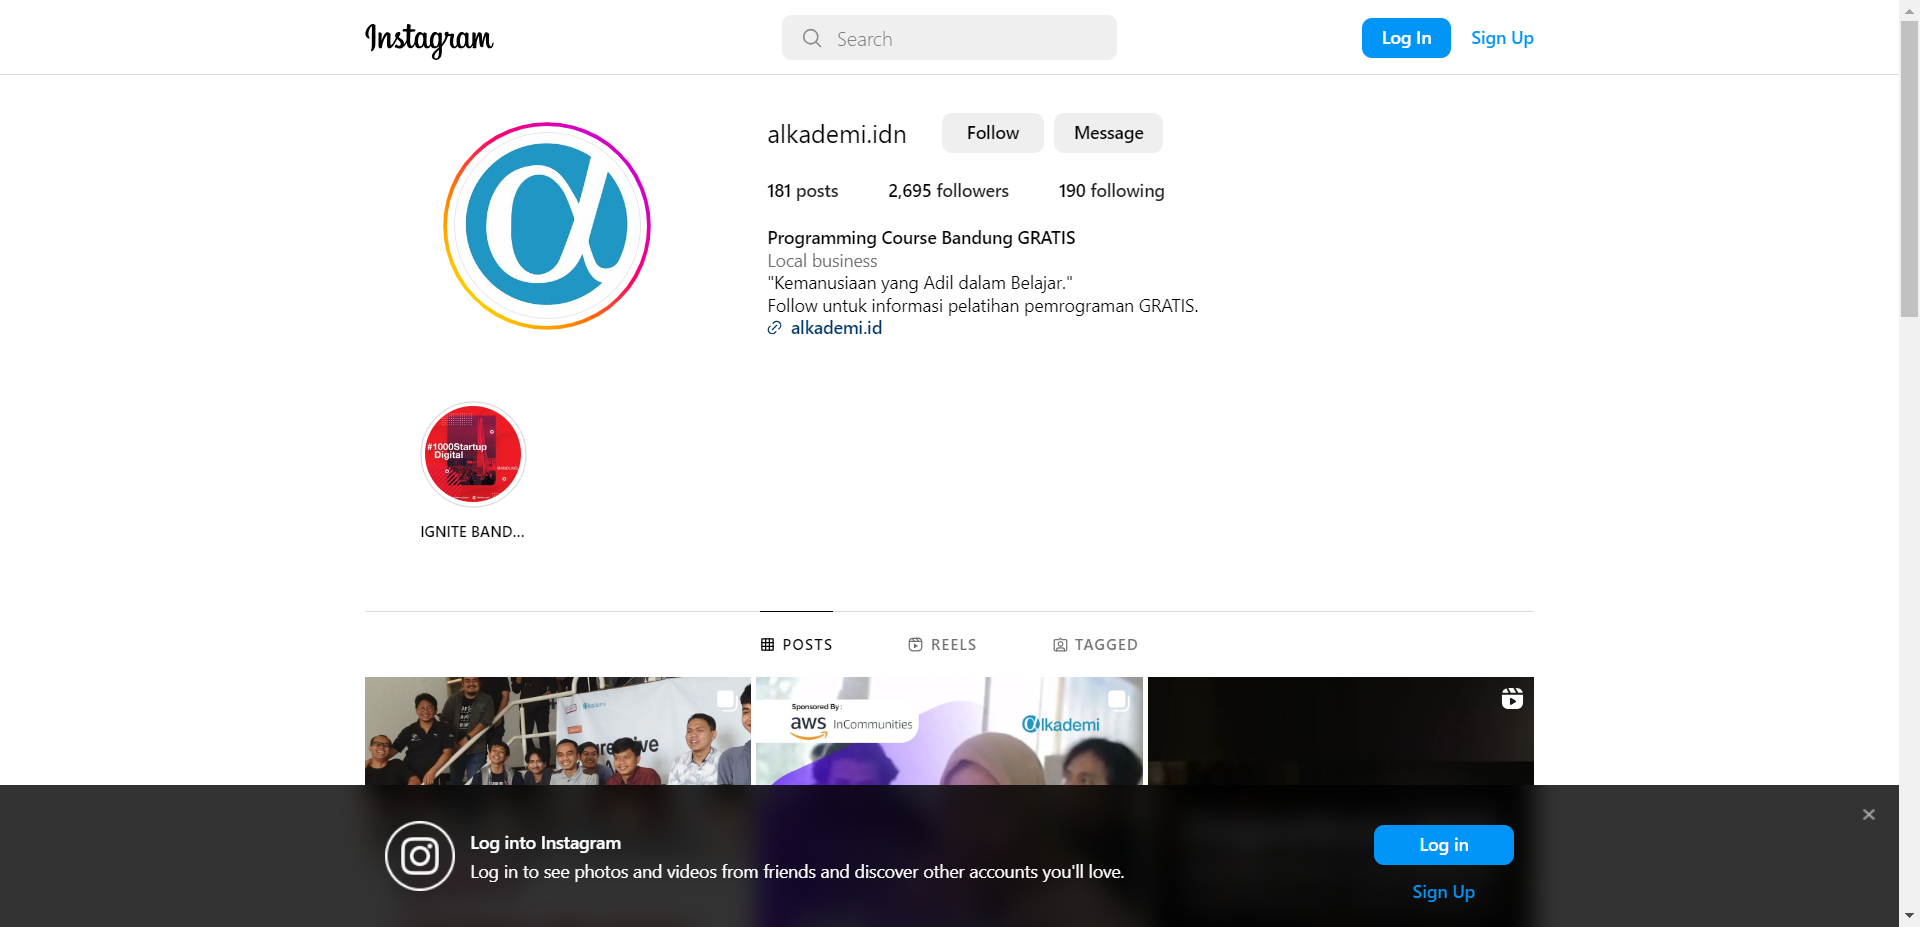 Instagram
Search
Log In
Sign Up
alkademi.idn
Follow
Message
181 posts
2,695 followers
190 following
Programming Course Bandung GRATIS
Local business
"Kemanusiaan yang Adil dalam Belajar."
Follow untuk informasi pelatihan pemrograman GRATIS.
alkademi.id
#1000Startup
Digital
BANDUNG
IGNITE BAND...
POSTS
REELS
TAGGED
alkademi
Sponsored By :
aws InCommunities
alkademi
Log into Instagram
Log in to see photos and videos from friends and discover other accounts you'll love.
Log in
Sign Up